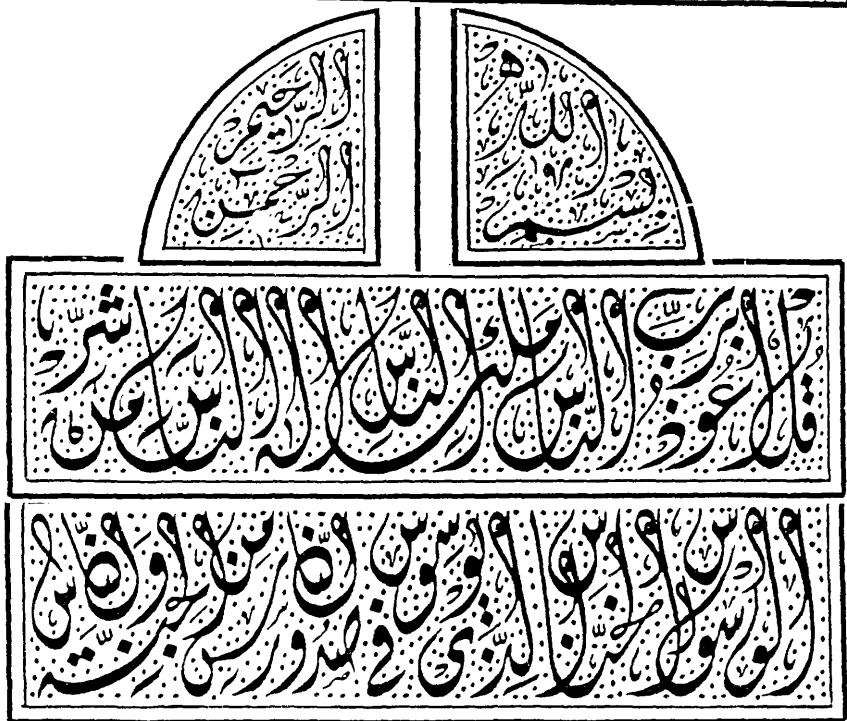 بسم الله
الرحمن الرحيم
قل أعوذ برب الناس ملك الناس إله الناس من شر
الوسواس الخناس الذي يوسوس في صدور الناس من الجنة والناس